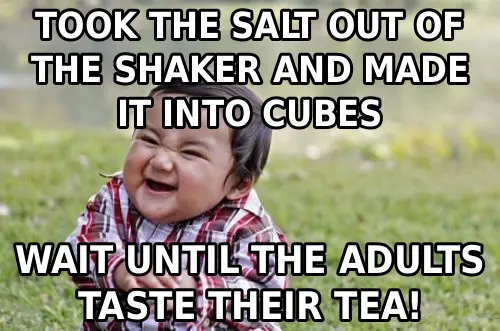 TOOK THE SALT OUT OF
THE SHAKER AND MADE
IT INTO CUBES
WAIT UNTIL THE ADULTS
TASTE THEIR TEA!